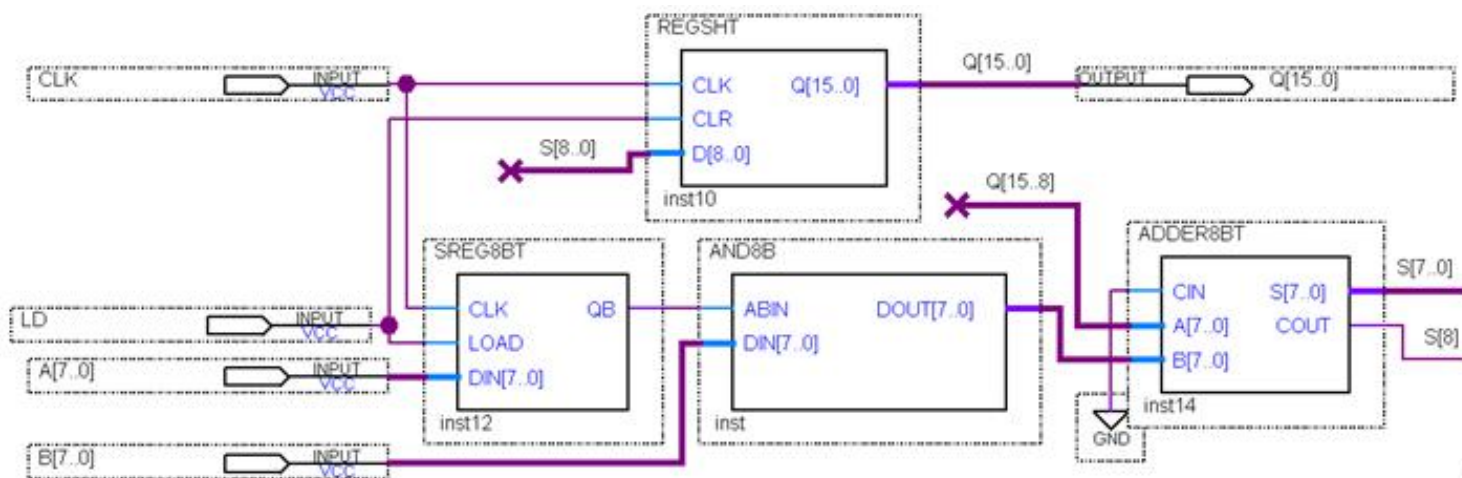 REGSHT
CLK
INPUT
VCC
CLK
Q[15..0]
CLR
D[8..0]
inst10
Q[15..0]
OUTPUT
Q[15..0]
S[8..0]
Q[15..8]
SREG8BT
CLK
QB
LOAD
DIN[7..0]
inst12
AND8B
ABIN
DOUT[7..0]
DIN[7..0]
inst
ADDER8BT
CIN
S[7..0]
A[7..0]
COUT
B[7..0]
inst14
S[7..0]
S[8]
GND
LD
INPUT
VCC
A[7..0]
INPUT
VCC
B[7..0]
INPUT
VCC